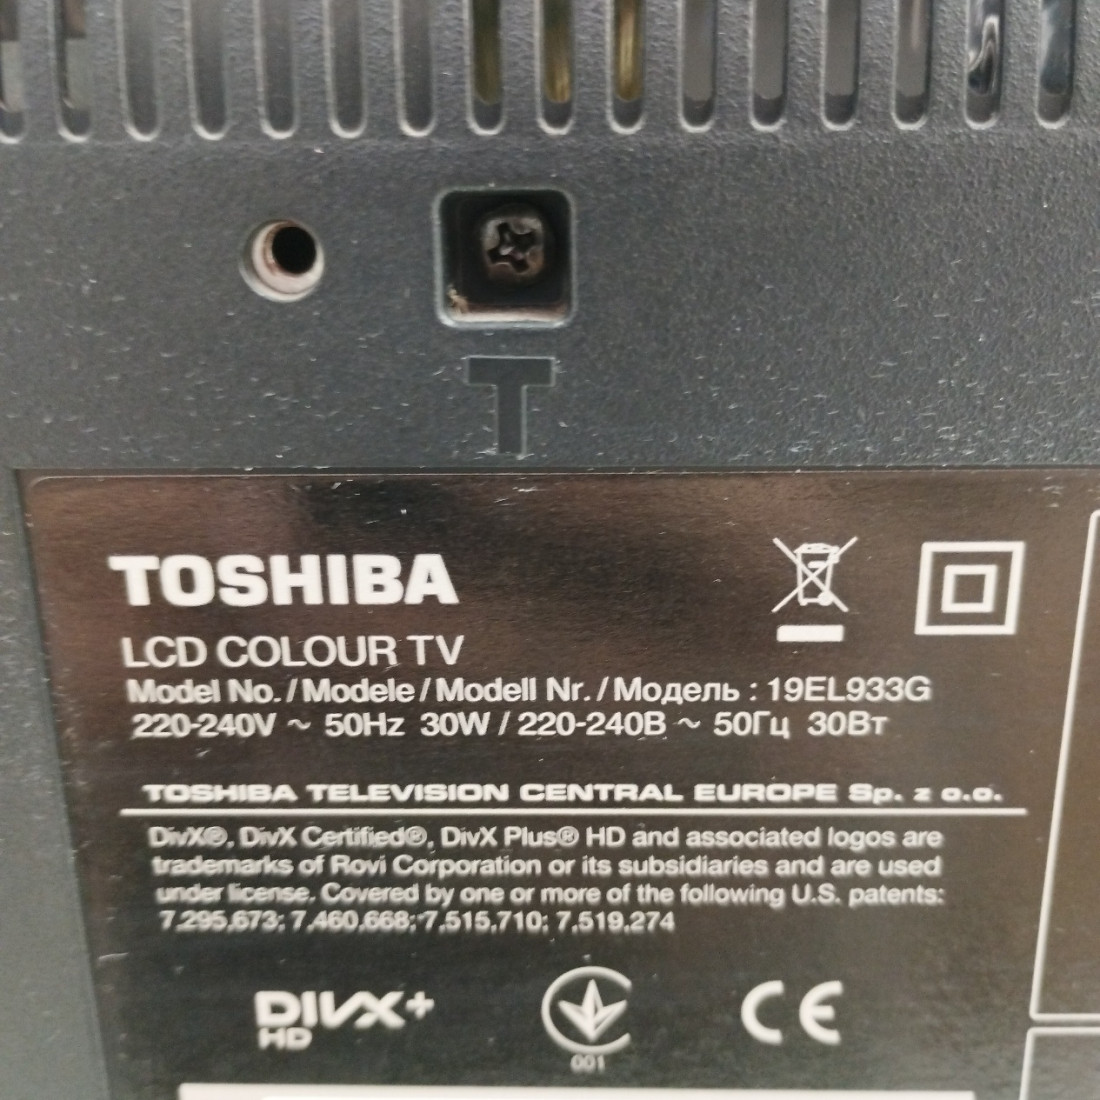 T
TOSHIBA
LCD COLOUR TV
Model No. / Modele / Modell Nr. / Модель : 19EL933G
220-240V ~ 50Hz 30W / 220-240В ~ 50Гц 30Вт
TOSHIBA TELEVISION CENTRAL EUROPE Sp. z o.o.
DivX®, DivX Certified®, DivX Plus® HD and associated logos are
trademarks of Rovi Corporation or its subsidiaries and are used
under license. Covered by one or more of the following U.S. patents:
7,295,673; 7,460,668; 7,515,710; 7,519,274
DIVX+
HD
001
CE